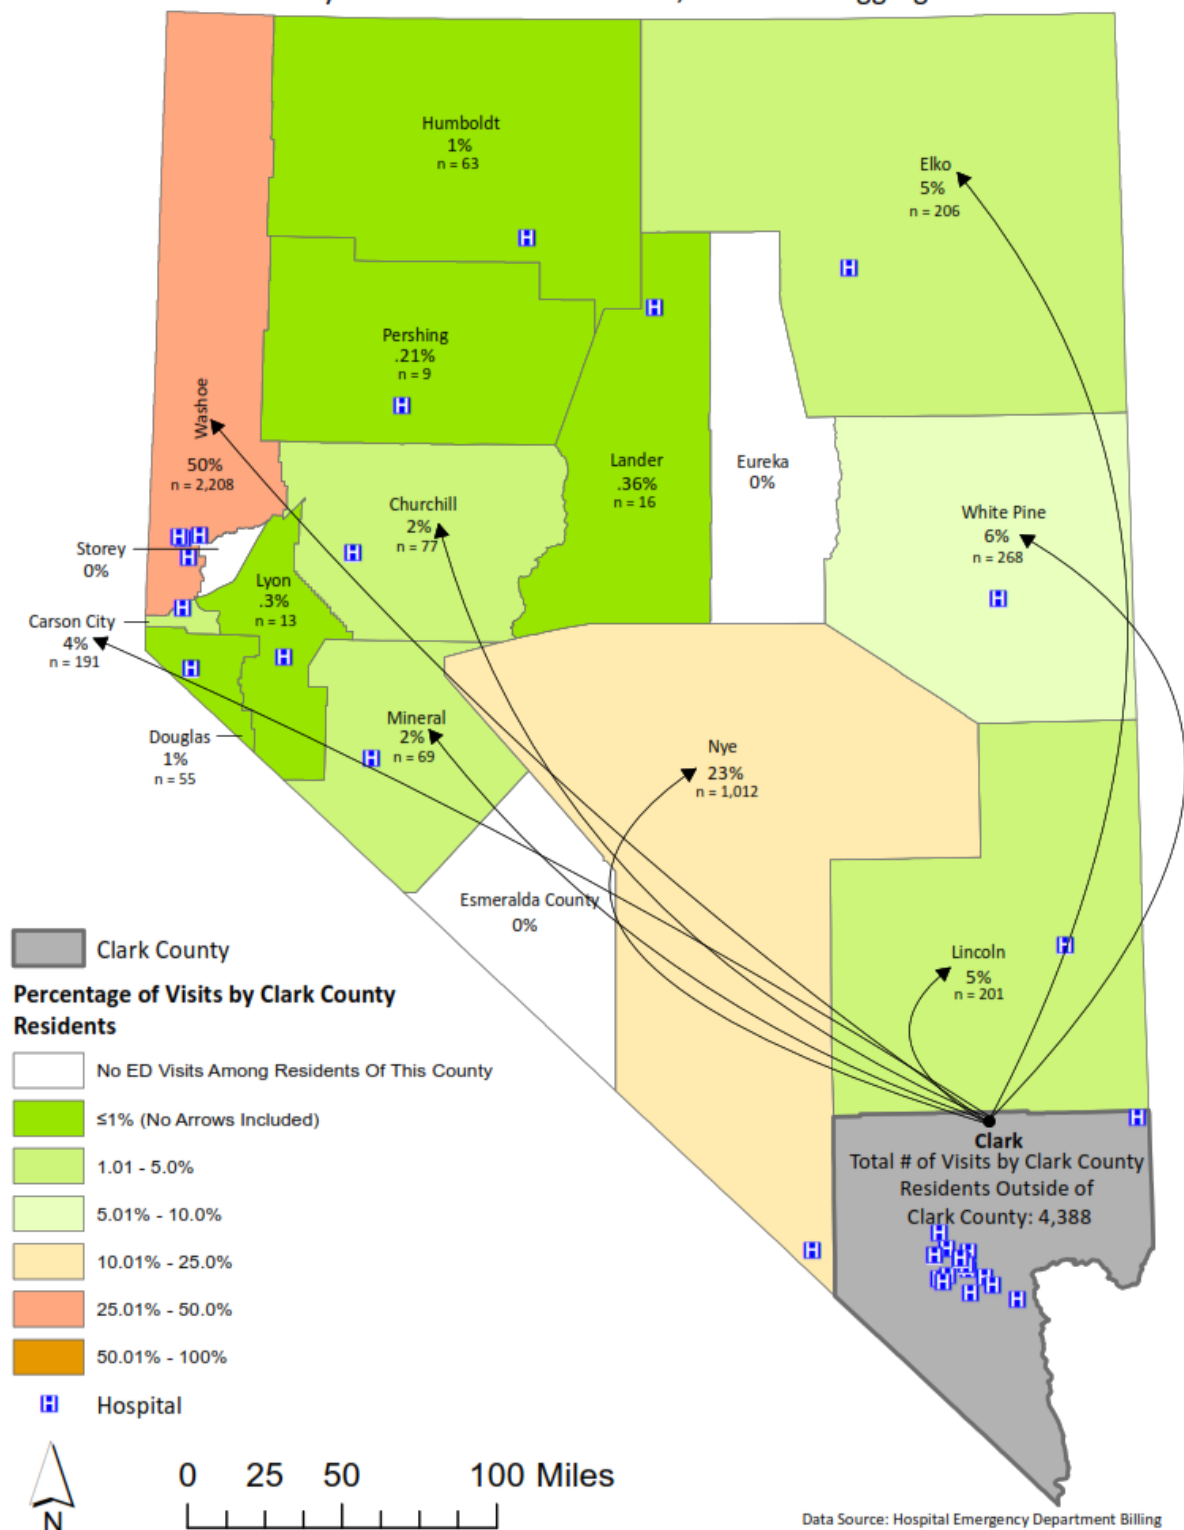 Humboldt
1%
n = 63
Elko
5%
n = 206
Pershing
.21%
n = 9
Washoe
50%
n = 2,208
Lander
.36%
n = 16
Eureka
0%
Churchill
2%
n = 77
White Pine
6%
n = 268
Storey
0%
Lyon
.3%
n = 13
Carson City
4%
n = 191
Douglas
1%
n = 55
Mineral
2%
n = 69
Nye
23%
n = 1,012
Esmeralda County
0%
Lincoln
5%
n = 201
Clark
Total # of Visits by Clark County
Residents Outside of
Clark County: 4,388
Clark County
Percentage of Visits by Clark County
Residents
No ED Visits Among Residents Of This County
≤1% (No Arrows Included)
1.01 - 5.0%
5.01% - 10.0%
10.01% - 25.0%
25.01% - 50.0%
50.01% - 100%
H Hospital
N
0 25 50 100 Miles
Data Source: Hospital Emergency Department Billing